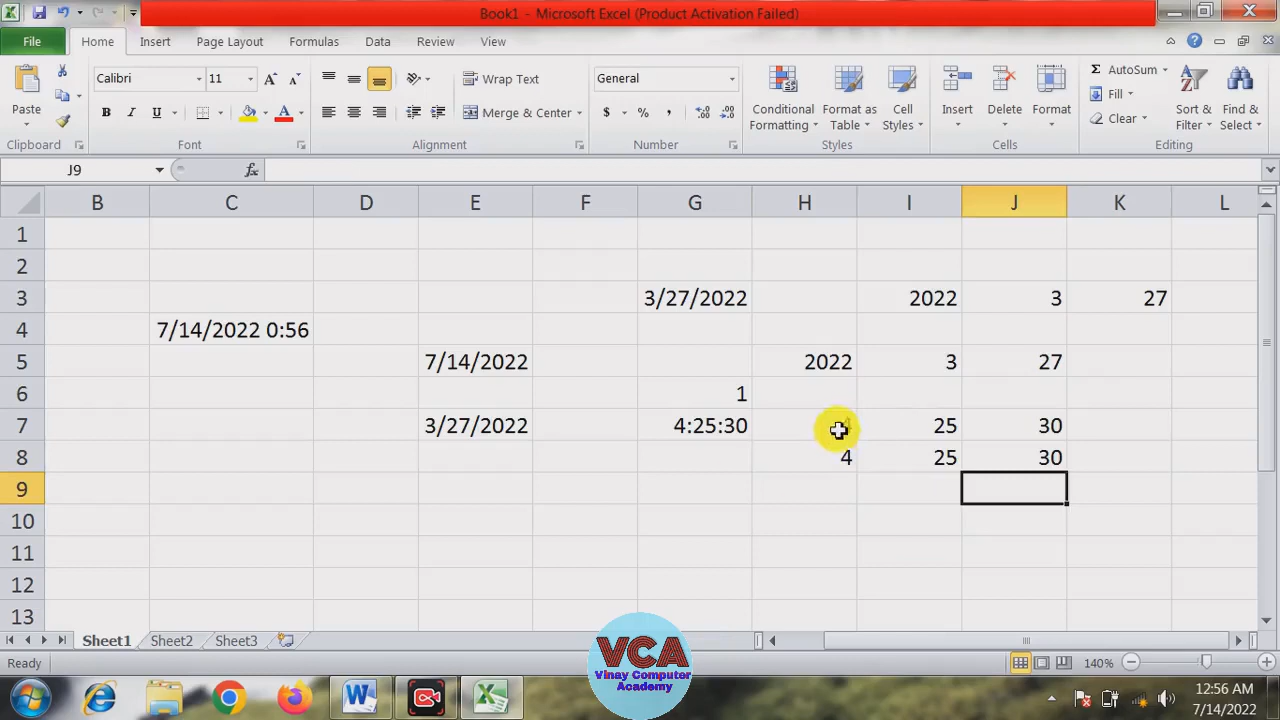 Book1 - Microsoft Excel (Product Activation Failed)
File Home Insert Page Layout Formulas Data Review View
Calibri 11 Wrap Text General AutoSum
Paste Merge & Center Conditional Formatting Format as Table Cell Styles Insert Delete Format Fill Sort & Filter Find & Select
B I U A $ % , Clear
Clipboard Font Alignment Number Styles Cells Editing
J9 fx
B C D E F G H I J K L
1
2
3 3/27/2022 2022 3 27
4 7/14/2022 0:56
5 7/14/2022 2022 3 27
6 1
7 3/27/2022 4:25:30 4 25 30
8 4 25 30
9
10
11
12
13
Sheet1 Sheet2 Sheet3
Ready 140%
VCA
Vinay Computer
Academy
12:56 AM
7/14/2022